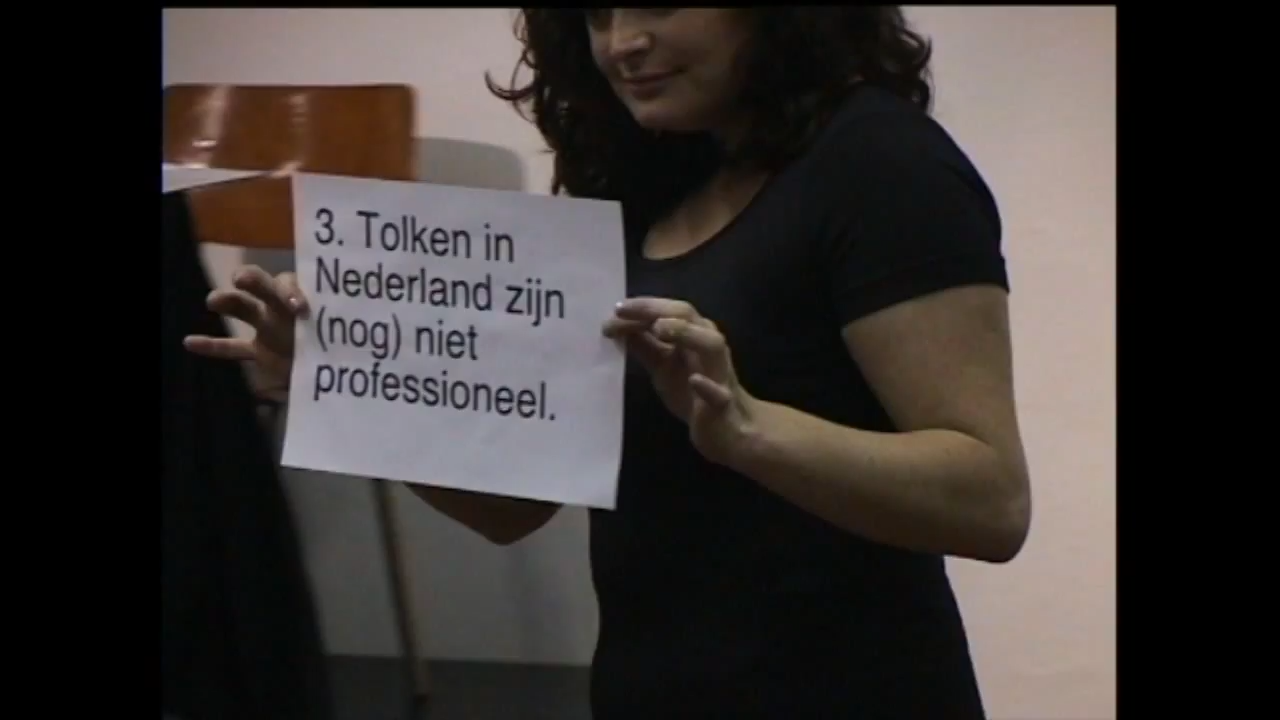 3. Tolken in
Nederland zijn
(nog) niet
professioneel.